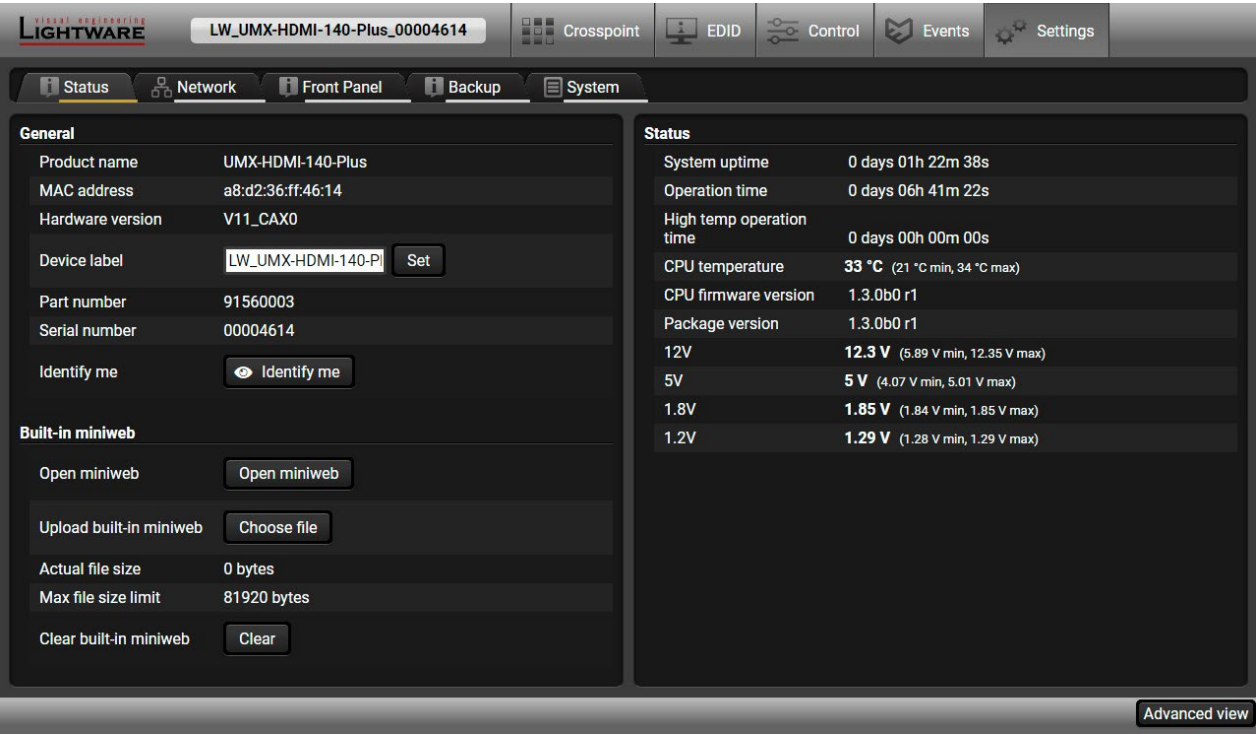 visual engineering
LIGHTWARE
LW_UMX-HDMI-140-Plus_00004614
Crosspoint
EDID
Control
Events
Settings
Status
Network
Front Panel
Backup
System
General
Product name UMX-HDMI-140-Plus
MAC address a8:d2:36:ff:46:14
Hardware version V11_CAX0
Device label LW_UMX-HDMI-140-Pl Set
Part number 91560003
Serial number 00004614
Identify me Identify me
Built-in miniweb
Open miniweb Open miniweb
Upload built-in miniweb Choose file
Actual file size 0 bytes
Max file size limit 81920 bytes
Clear built-in miniweb Clear
Status
System uptime 0 days 01h 22m 38s
Operation time 0 days 06h 41m 22s
High temp operation
time 0 days 00h 00m 00s
CPU temperature 33 °C (21 °C min, 34 °C max)
CPU firmware version 1.3.0b0 r1
Package version 1.3.0b0 r1
12V 12.3 V (5.89 V min, 12.35 V max)
5V 5 V (4.07 V min, 5.01 V max)
1.8V 1.85 V (1.84 V min, 1.85 V max)
1.2V 1.29 V (1.28 V min, 1.29 V max)
Advanced view